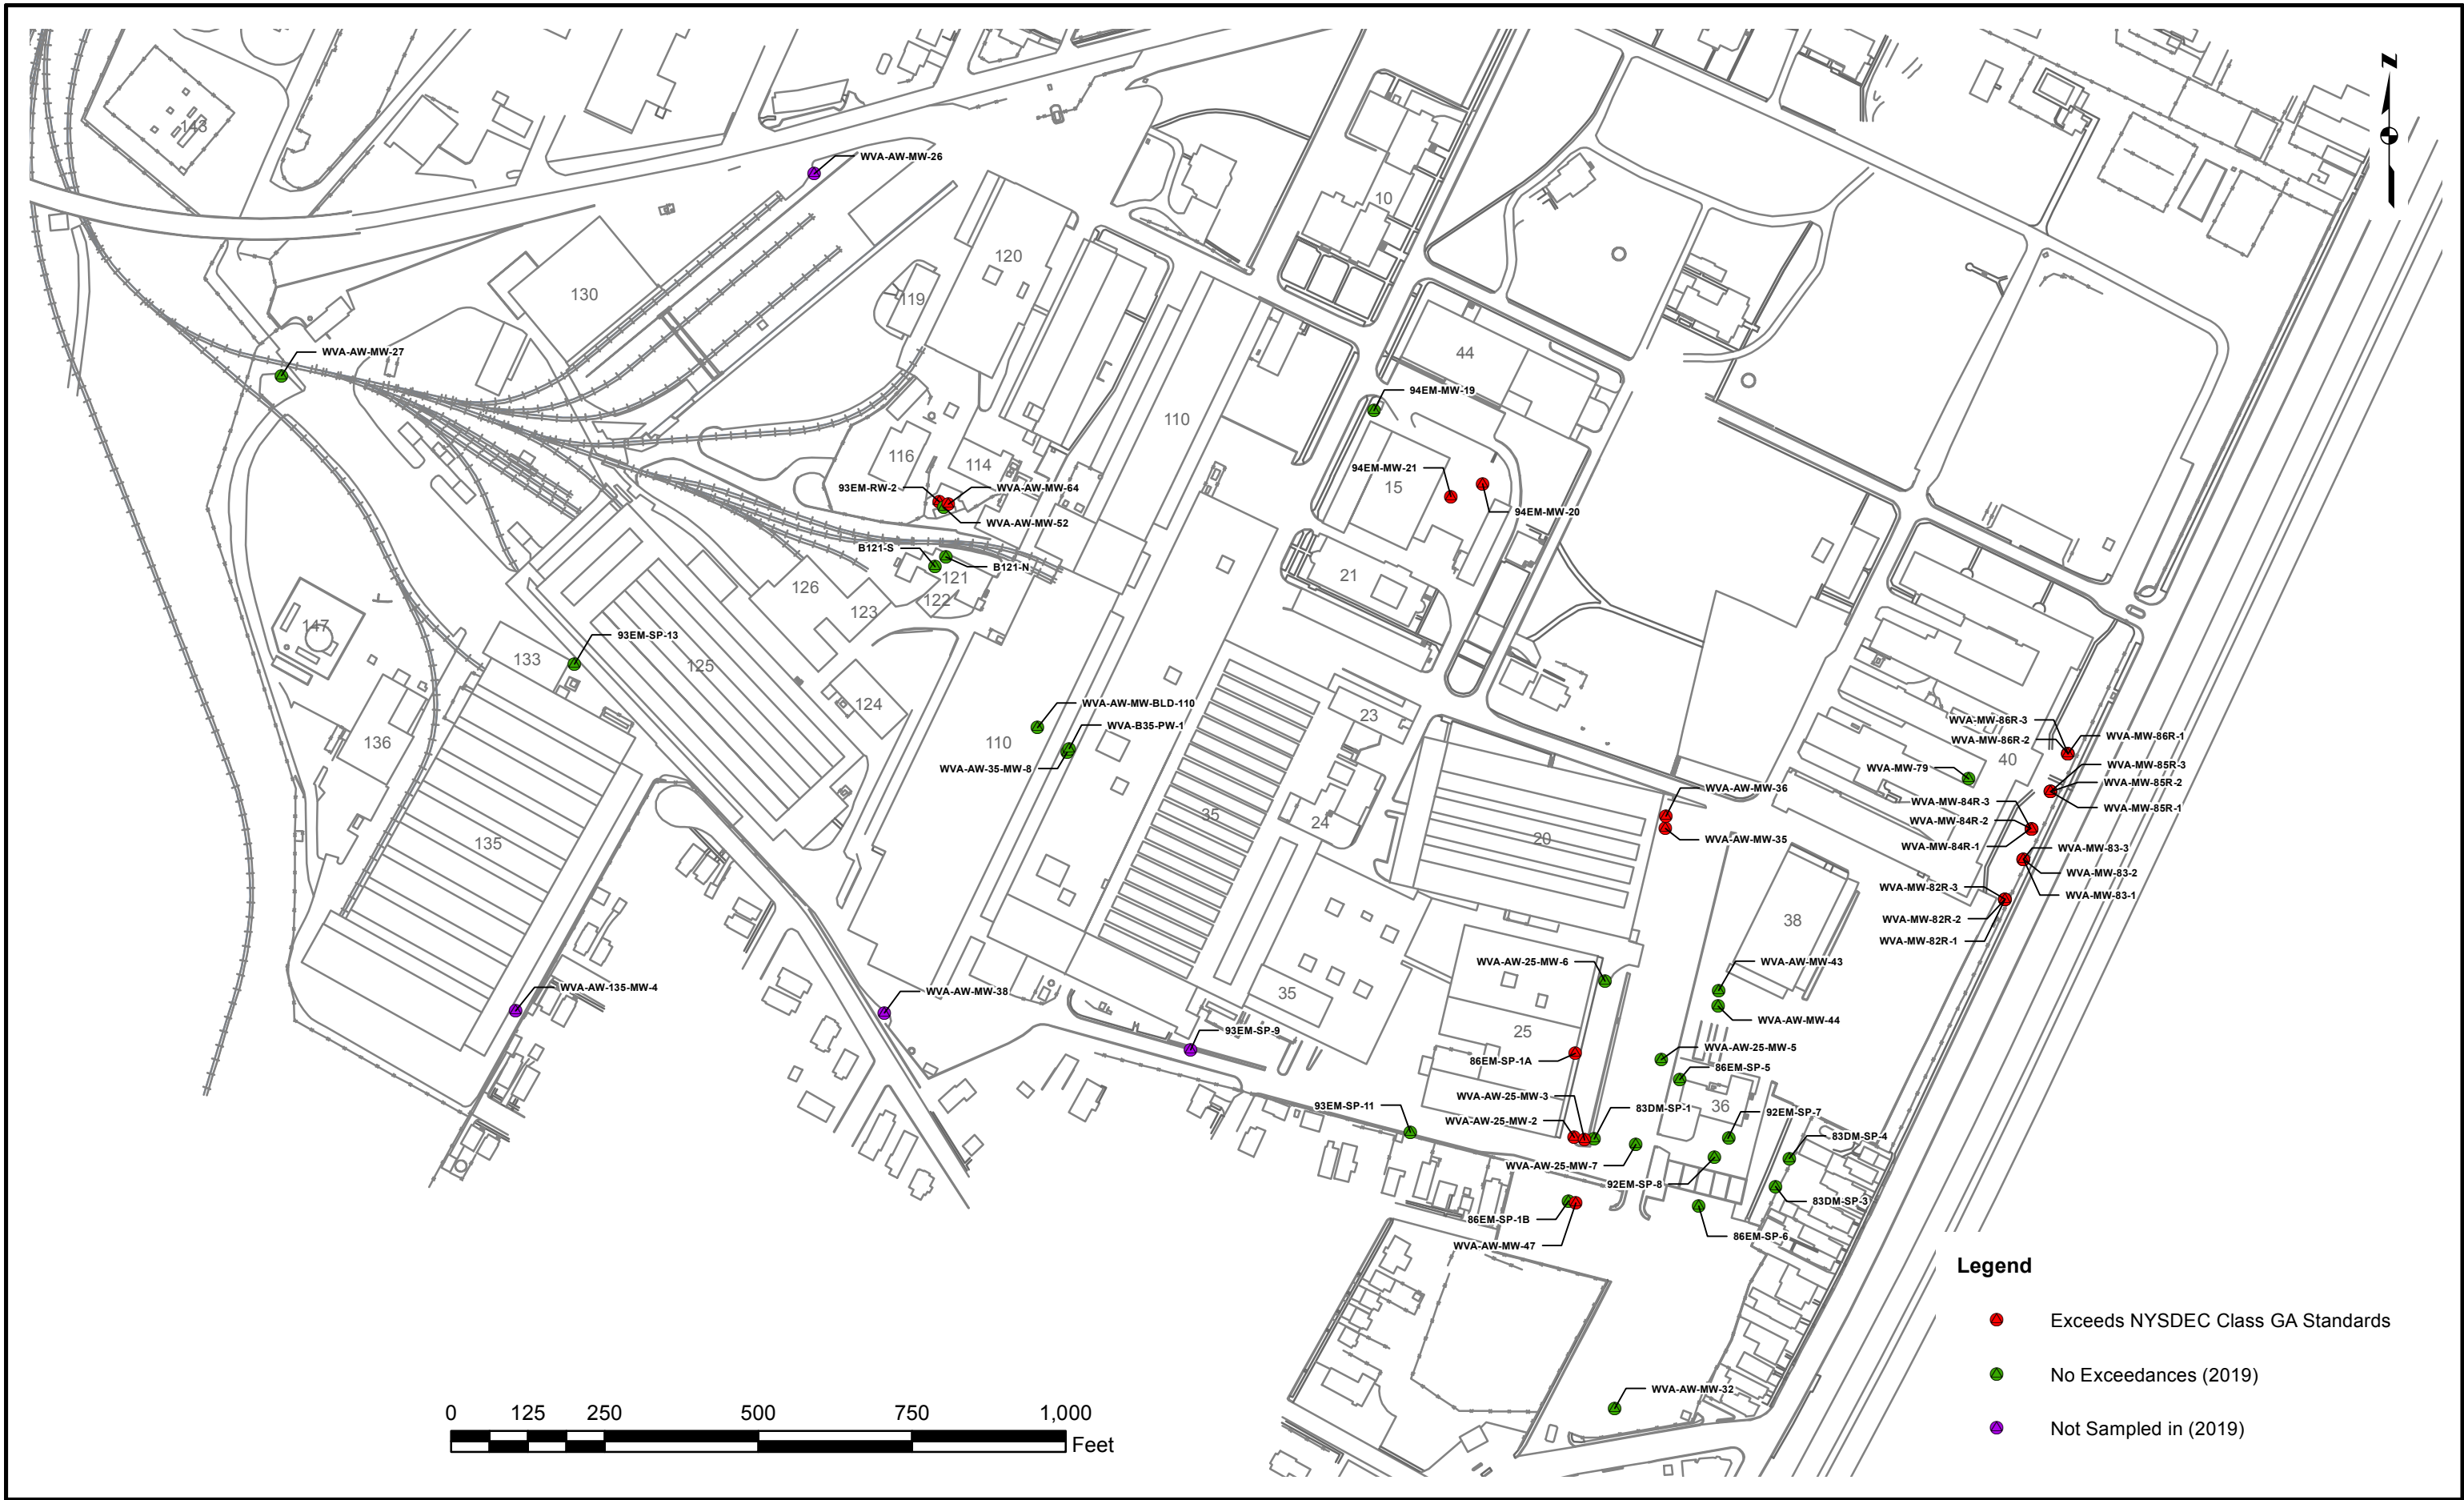 N
143
WVA-AW-MW-26
10
120
130
119
WVA-AW-MW-27
44
94EM-MW-19
110
116
114
94EM-MW-21
15
93EM-RW-2
WVA-AW-MW-64
94EM-MW-20
WVA-AW-MW-52
B121-S
B121-N
121
126
21
122
123
147
93EM-SP-13
133
125
124
WVA-AW-MW-BLD-110
23
WVA-MW-86R-3
WVA-B35-PW-1
WVA-MW-86R-1
WVA-MW-86R-2
136
110
40
WVA-AW-35-MW-8
WVA-MW-85R-3
WVA-MW-79
WVA-MW-85R-2
WVA-AW-MW-36
WVA-MW-84R-3
WVA-MW-85R-1
35
24
WVA-MW-84R-2
20
WVA-AW-MW-35
135
WVA-MW-84R-1
WVA-MW-83-3
WVA-MW-83-2
WVA-MW-82R-3
WVA-MW-83-1
38
WVA-MW-82R-2
WVA-MW-82R-1
WVA-AW-25-MW-6
WVA-AW-MW-43
WVA-AW-135-MW-4
WVA-AW-MW-38
35
WVA-AW-MW-44
93EM-SP-9
25
WVA-AW-25-MW-5
86EM-SP-1A
86EM-SP-5
WVA-AW-25-MW-3
93EM-SP-11
83DM-SP-1
36
92EM-SP-7
WVA-AW-25-MW-2
83DM-SP-4
WVA-AW-25-MW-7
92EM-SP-8
83DM-SP-3
86EM-SP-1B
86EM-SP-6
WVA-AW-MW-47
Legend
Exceeds NYSDEC Class GA Standards
No Exceedances (2019)
WVA-AW-MW-32
0 125 250 500 750 1,000
Feet
Not Sampled in (2019)